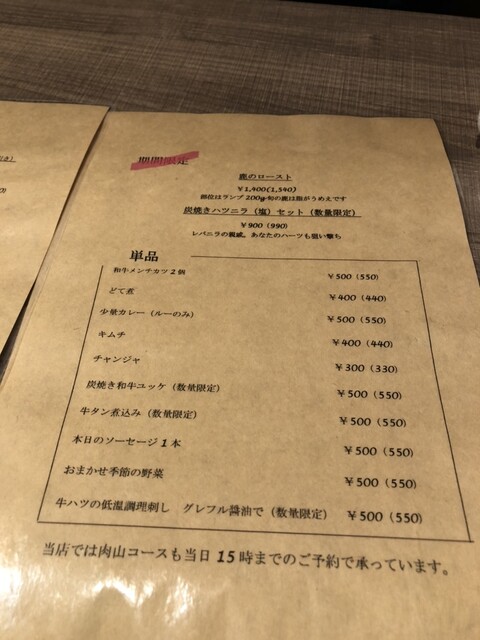 期間限定
鹿のロースト
￥1,400(1,540)
部位はランプ 200g 旬の鹿は脂がうめえです
炭焼きハツニラ（塩）セット（数量限定）
￥900 (990)
レバニラの親戚。あなたのハーツも狙い撃ち
単品
和牛メンチカツ２個 ￥500（550）
どて煮 ￥400（440）
少量カレー（ルーのみ） ￥500（550）
キムチ ￥400（440）
チャンジャ ￥300（330）
炭焼き和牛ユッケ（数量限定） ￥500（550）
牛タン煮込み（数量限定） ￥500（550）
本日のソーセージ１本 ￥500（550）
おまかせ季節の野菜 ￥500（550）
牛ハツの低温調理刺し グレフル醤油で（数量限定） ￥500（550）
当店では肉山コースも当日 15 時までのご予約で承っています。